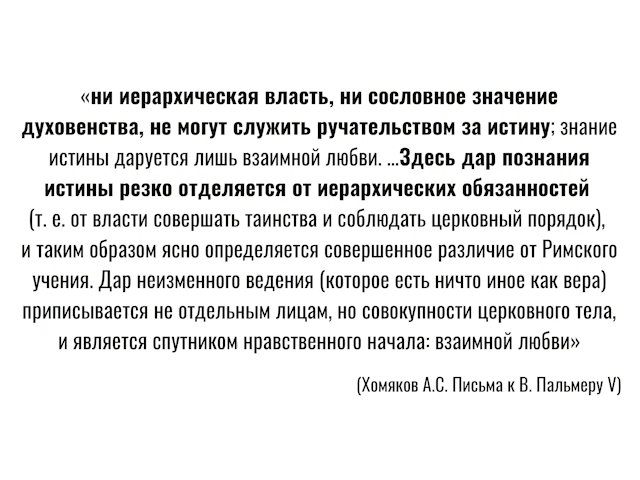 «ни иерархическая власть, ни сословное значение
духовенства, не могут служить ручательством за истину; знание
истины даруется лишь взаимной любви. ...Здесь дар познания
истины резко отделяется от иерархических обязанностей
(т. е. от власти совершать таинства и соблюдать церковный порядок),
и таким образом ясно определяется совершенное различие от Римского
учения. Дар неизменного ведения (которое есть ничто иное как вера)
приписывается не отдельным лицам, но совокупности церковного тела,
и является спутником нравственного начала: взаимной любви»
(Хомяков А.С. Письма к В. Пальмеру V)